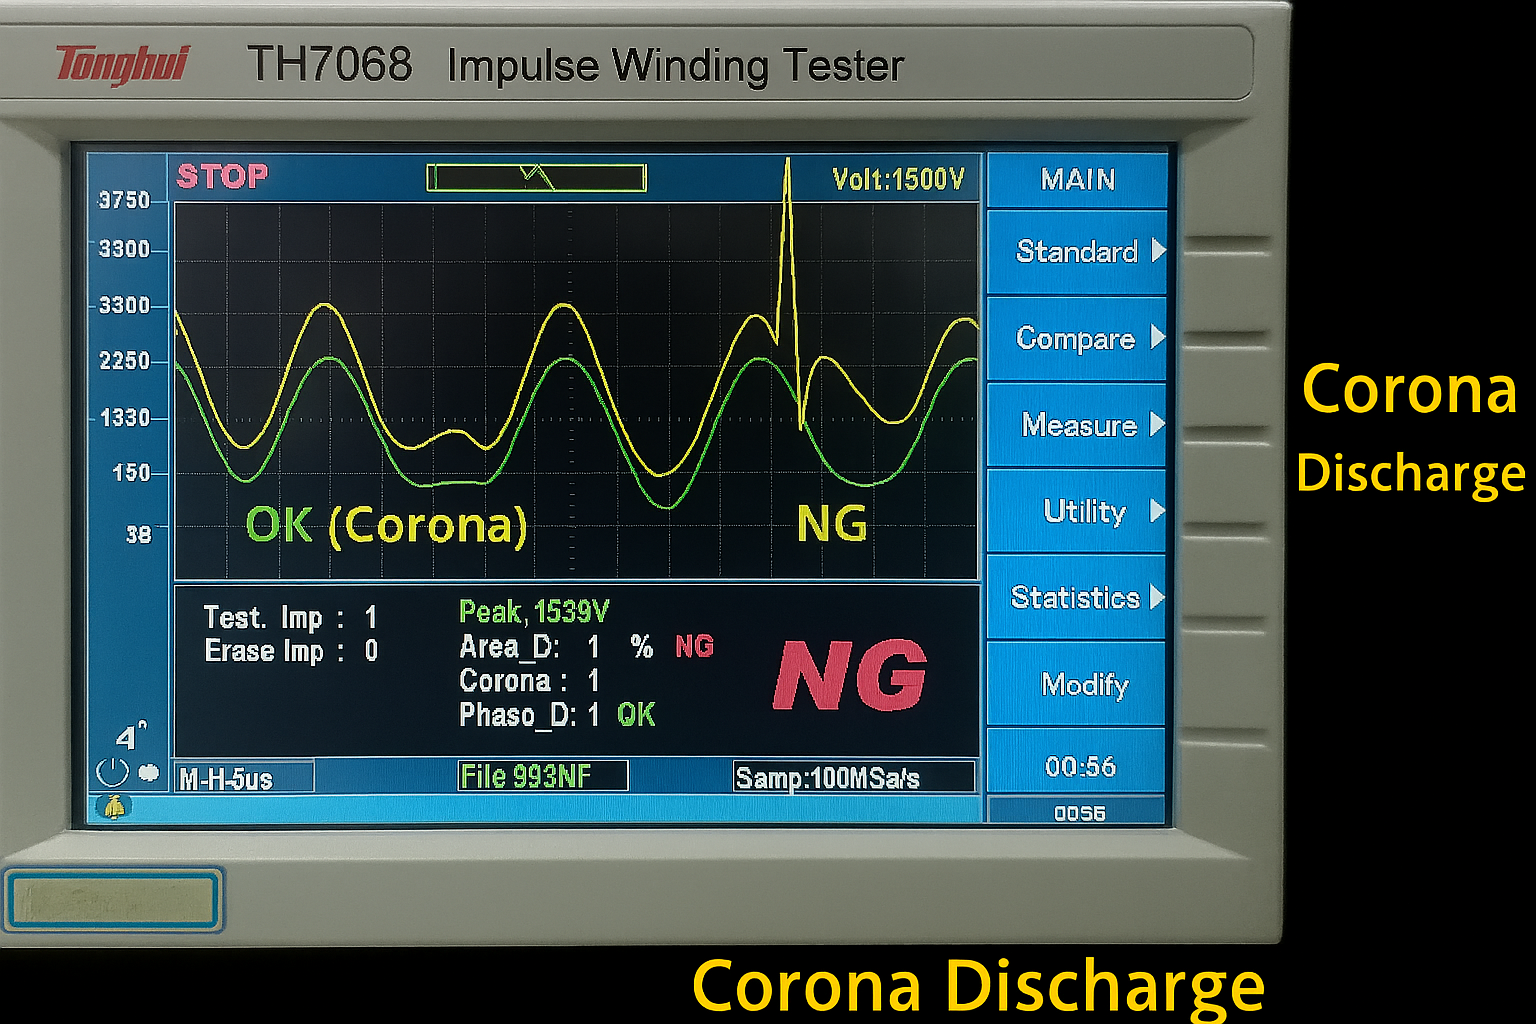 Tonghui TH7068 Impulse Winding Tester
STOP
Volt:1500V
3750
3300
3300
2250
1330
150
38
OK (Corona)
NG
Test. Imp : 1
Erase Imp : 0
Peak, 1539V
Area_D: 1 % NG
Corona : 1
Phaso_D: 1 OK
NG
4
M-H-5us
File 993NF
Samp:100MSa/s
MAIN
Standard
Compare
Measure
Utility
Statistics
Modify
00:56
0056
Corona
Discharge
Corona Discharge